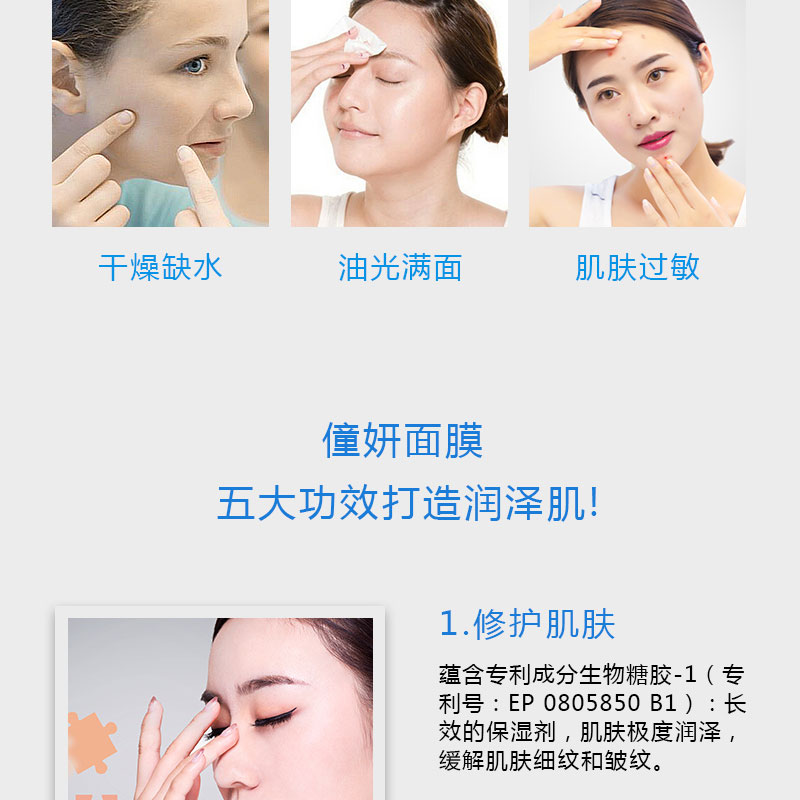 干燥缺水
油光满面
肌肤过敏
僮妍面膜
五大功效打造润泽肌!
1.修护肌肤
蕴含专利成分生物糖胶-1（专
利号：EP 0805850 B1）：长
效的保湿剂，肌肤极度润泽，
缓解肌肤细纹和皱纹。